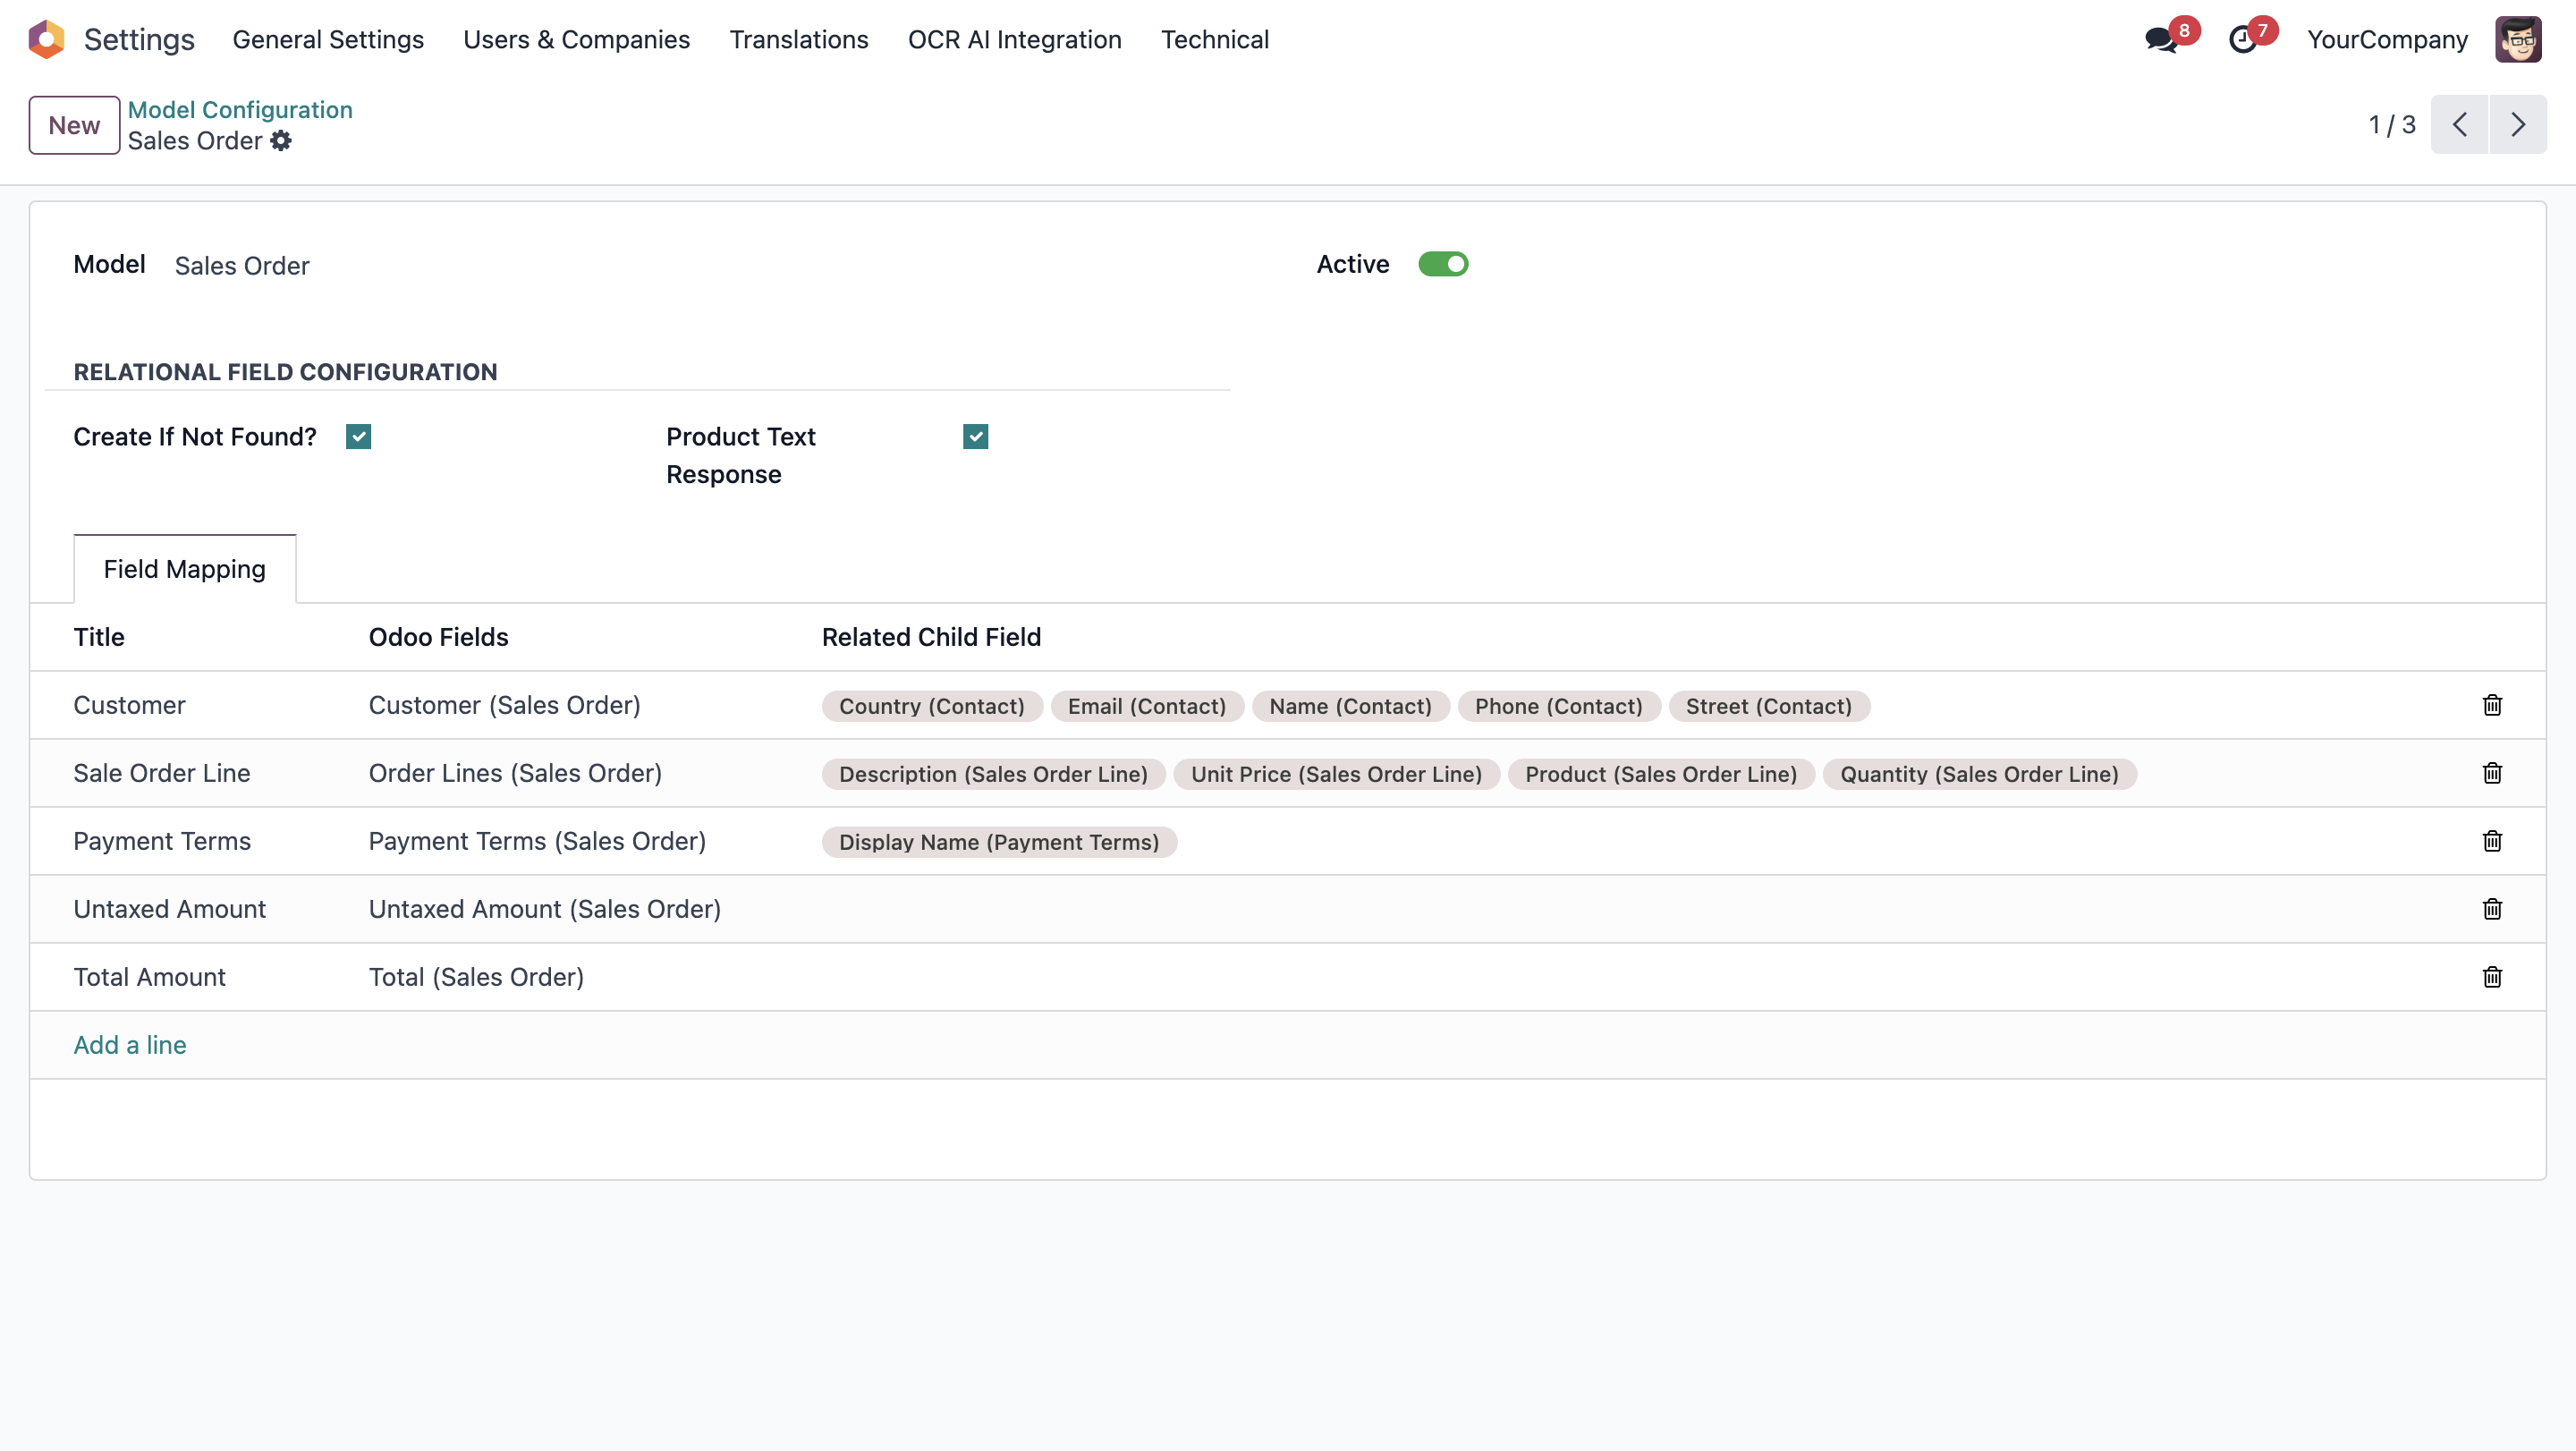 Settings General Settings Users & Companies Translations OCR AI Integration Technical 8 7 YourCompany
New Model Configuration
Sales Order
1 / 3
Model Sales Order Active
RELATIONAL FIELD CONFIGURATION
Create If Not Found? Product Text Response
Field Mapping
Title Odoo Fields Related Child Field
Customer Customer (Sales Order) Country (Contact) Email (Contact) Name (Contact) Phone (Contact) Street (Contact)
Sale Order Line Order Lines (Sales Order) Description (Sales Order Line) Unit Price (Sales Order Line) Product (Sales Order Line) Quantity (Sales Order Line)
Payment Terms Payment Terms (Sales Order) Display Name (Payment Terms)
Untaxed Amount Untaxed Amount (Sales Order)
Total Amount Total (Sales Order)
Add a line